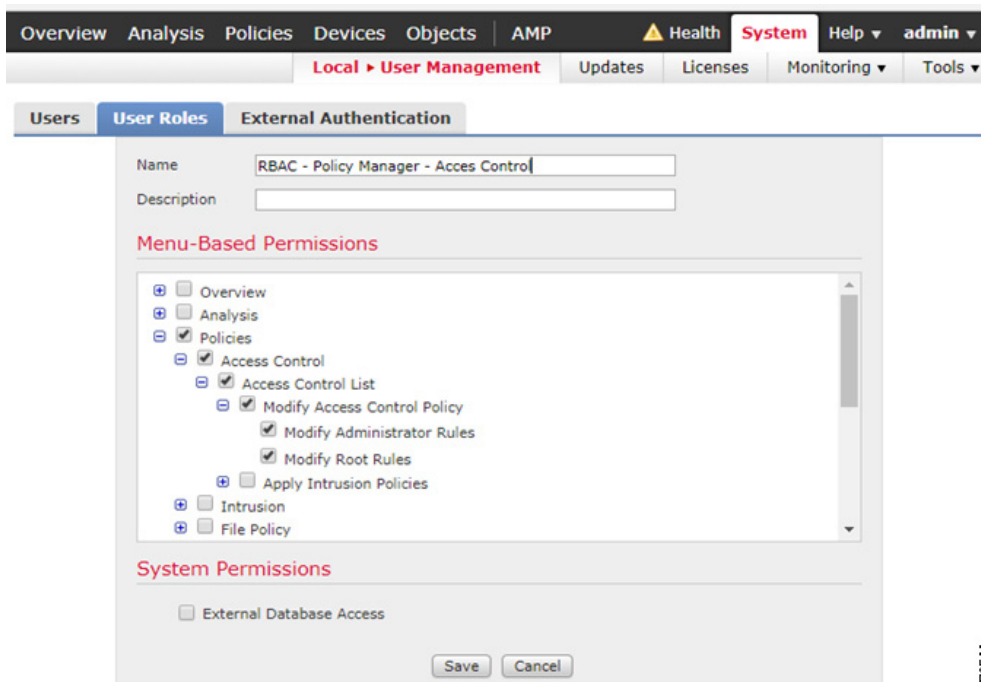 Overview Analysis Policies Devices Objects AMP Health System Help admin
Local User Management Updates Licenses Monitoring Tools
Users User Roles External Authentication
Name RBAC - Policy Manager - Acces Control
Description
Menu-Based Permissions
Overview
Analysis
Policies
Access Control
Access Control List
Modify Access Control Policy
Modify Administrator Rules
Modify Root Rules
Apply Intrusion Policies
Intrusion
File Policy
System Permissions
External Database Access
Save Cancel